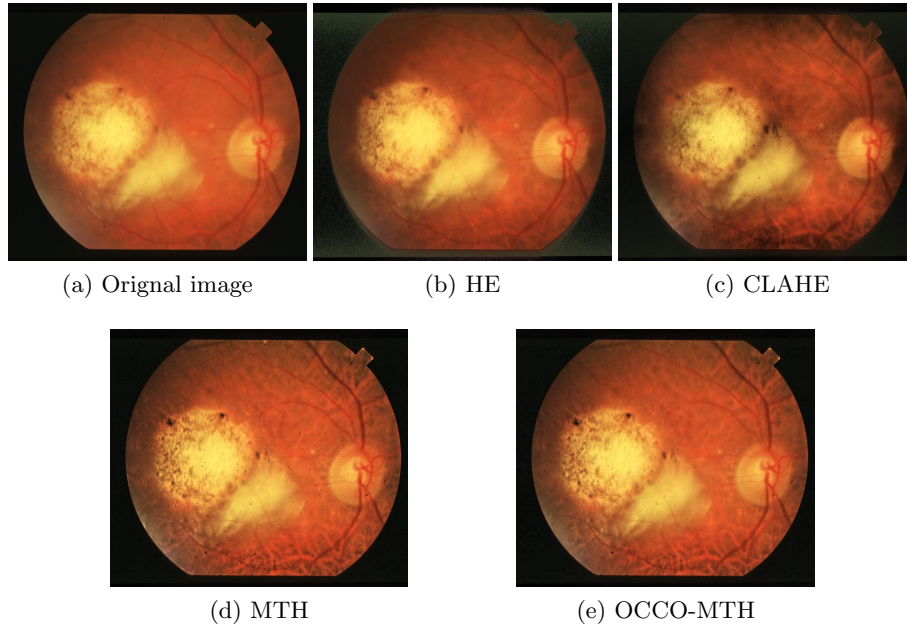 (a) Orignal image
(b) HE
(c) CLAHE
(d) MTH
(e) OCCO-MTH